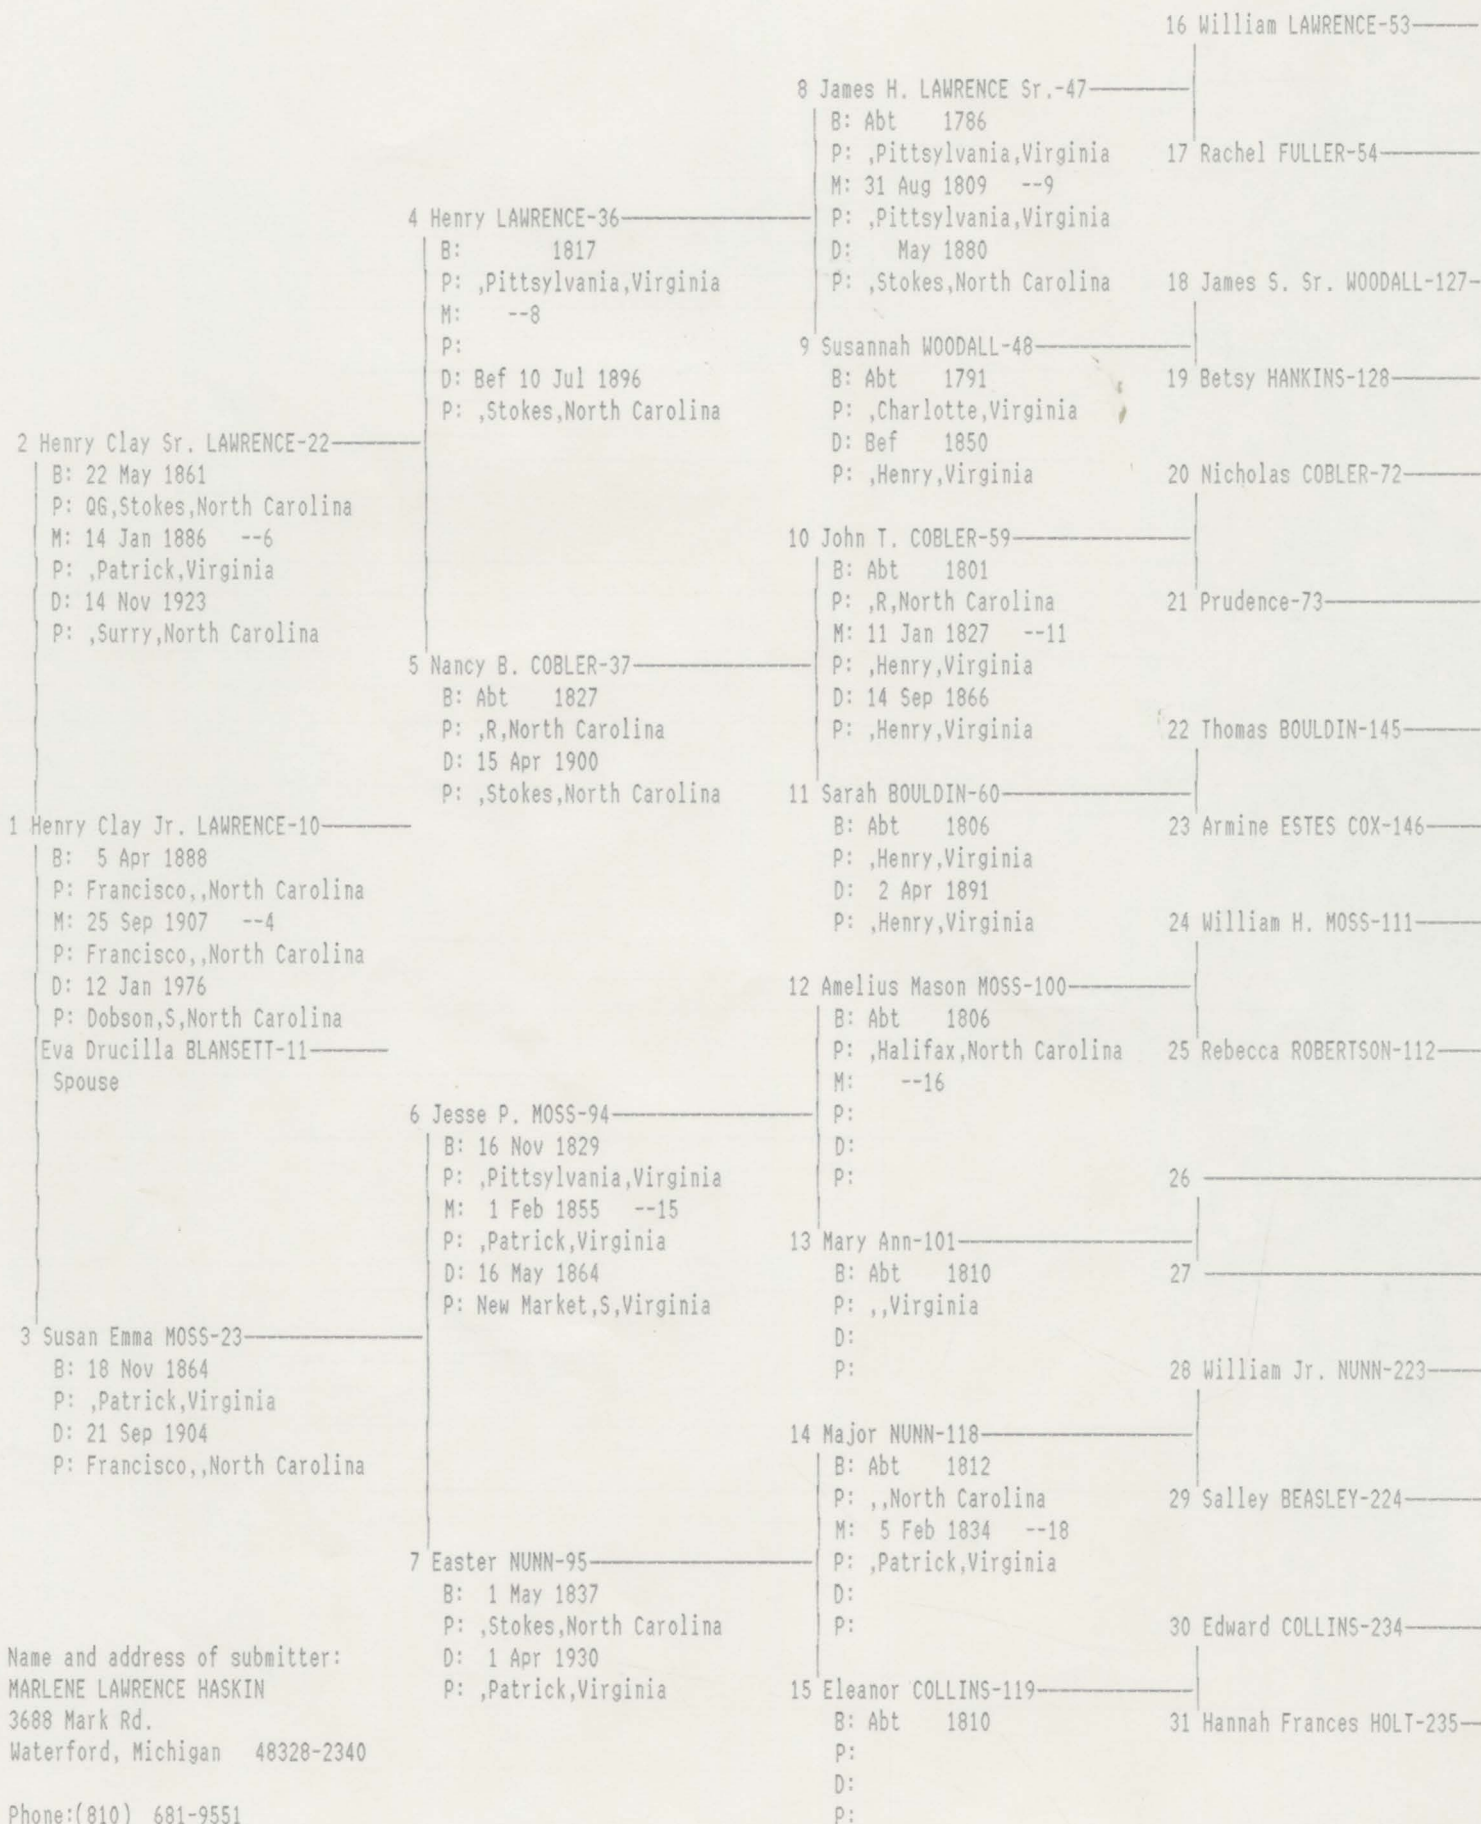 16 William LAWRENCE-53
8 James H. LAWRENCE Sr.-47
B: Abt 1786
P: ,Pittsylvania,Virginia
17 Rachel FULLER-54
M: 31 Aug 1809 --9
4 Henry LAWRENCE-36
P: ,Pittsylvania,Virginia
B: 1817
D: May 1880
P: ,Pittsylvania,Virginia
P: ,Stokes,North Carolina
18 James S. Sr. WOODALL-127
M: --8
P:
9 Susannah WOODALL-48
D: Bef 10 Jul 1896
B: Abt 1791
19 Betsy HANKINS-128
P: ,Stokes,North Carolina
P: ,Charlotte,Virginia
2 Henry Clay Sr. LAWRENCE-22
D: Bef 1850
B: 22 May 1861
P: ,Henry,Virginia
20 Nicholas COBLER-72
P: QG,Stokes,North Carolina
M: 14 Jan 1886 --6
10 John T. COBLER-59
P: ,Patrick,Virginia
B: Abt 1801
D: 14 Nov 1923
P: ,R,North Carolina
21 Prudence-73
P: ,Surry,North Carolina
M: 11 Jan 1827 --11
5 Nancy B. COBLER-37
P: ,Henry,Virginia
B: Abt 1827
D: 14 Sep 1866
P: ,R,North Carolina
P: ,Henry,Virginia
22 Thomas BOULDIN-145
D: 15 Apr 1900
P: ,Stokes,North Carolina
11 Sarah BOULDIN-60
1 Henry Clay Jr. LAWRENCE-10
B: Abt 1806
23 Armine ESTES COX-146
B: 5 Apr 1888
P: ,Henry,Virginia
P: Francisco,,North Carolina
D: 2 Apr 1891
M: 25 Sep 1907 --4
P: ,Henry,Virginia
24 William H. MOSS-111
P: Francisco,,North Carolina
D: 12 Jan 1976
12 Amelius Mason MOSS-100
P: Dobson,S,North Carolina
B: Abt 1806
Eva Drucilla BLANSETT-11
P: ,Halifax,North Carolina
25 Rebecca ROBERTSON-112
Spouse
M: --16
6 Jesse P. MOSS-94
P:
B: 16 Nov 1829
D:
P: ,Pittsylvania,Virginia
P:
26
M: 1 Feb 1855 --15
P: ,Patrick,Virginia
13 Mary Ann-101
D: 16 May 1864
B: Abt 1810
27
P: New Market,S,Virginia
P: ,,Virginia
3 Susan Emma MOSS-23
D:
B: 18 Nov 1864
P:
28 William Jr. NUNN-223
P: ,Patrick,Virginia
D: 21 Sep 1904
14 Major NUNN-118
P: Francisco,,North Carolina
B: Abt 1812
P: ,,North Carolina
29 Salley BEASLEY-224
M: 5 Feb 1834 --18
7 Easter NUNN-95
P: ,Patrick,Virginia
B: 1 May 1837
D:
P: ,Stokes,North Carolina
P:
30 Edward COLLINS-234
Name and address of submitter:
D: 1 Apr 1930
MARLENE LAWRENCE HASKIN
P: ,Patrick,Virginia
15 Eleanor COLLINS-119
3688 Mark Rd.
B: Abt 1810
31 Hannah Frances HOLT-235
Waterford, Michigan 48328-2340
P:
D:
Phone:(810) 681-9551
P: